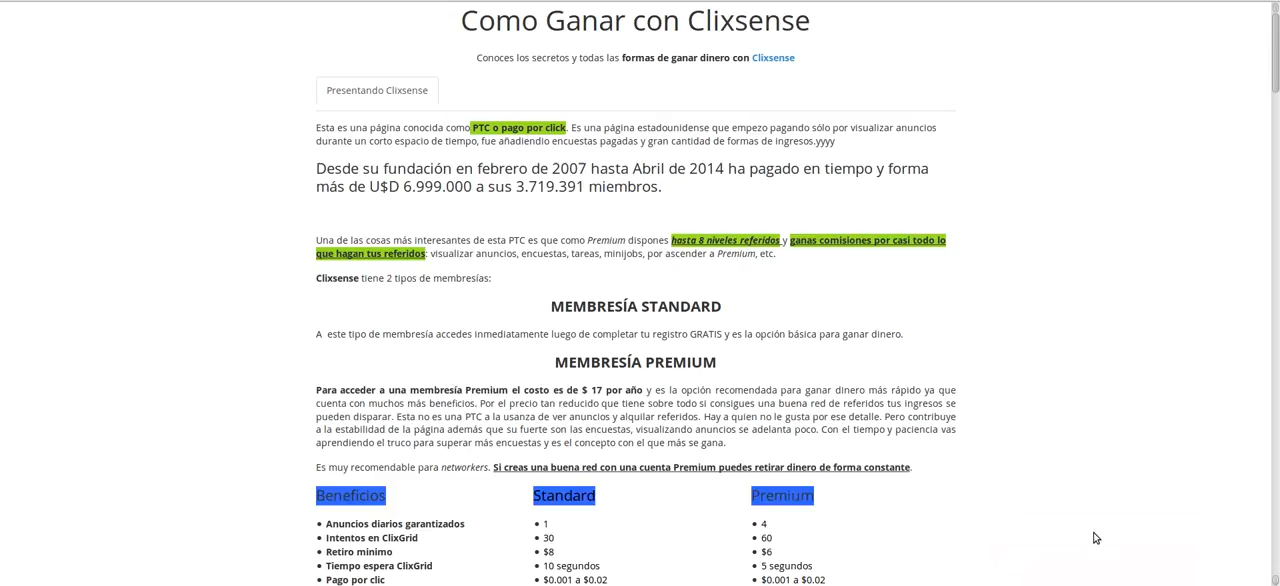 Como Ganar con Clixsense
Conoces los secretos y todas las formas de ganar dinero con Clixsense
Presentando Clixsense
Esta es una página conocida como PTC o pago por click. Es una página estadounidense que empezo pagando sólo por visualizar anuncios
durante un corto espacio de tiempo, fue añadiendio encuestas pagadas y gran cantidad de formas de ingresos.yyyy
Desde su fundación en febrero de 2007 hasta Abril de 2014 ha pagado en tiempo y forma
más de U$D 6.999.000 a sus 3.719.391 miembros.
Una de las cosas más interesantes de esta PTC es que como Premium dispones hasta 8 niveles referidos y ganas comisiones por casi todo lo
que hagan tus referidos: visualizar anuncios, encuestas, tareas, minijobs, por ascender a Premium, etc.
Clixsense tiene 2 tipos de membresías:
MEMBRESÍA STANDARD
A este tipo de membresía accedes inmediatamente luego de completar tu registro GRATIS y es la opción básica para ganar dinero.
MEMBRESÍA PREMIUM
Para acceder a una membresía Premium el costo es de $ 17 por año y es la opción recomendada para ganar dinero más rápido ya que
cuenta con muchos más beneficios. Por el precio tan reducido que tiene sobre todo si consigues una buena red de referidos tus ingresos se
pueden disparar. Esta no es una PTC a la usanza de ver anuncios y alquilar referidos. Hay a quien no le gusta por ese detalle. Pero contribuye
a la estabilidad de la página además que su fuerte son las encuestas, visualizando anuncios se adelanta poco. Con el tiempo y paciencia vas
aprendiendo el truco para superar más encuestas y es el concepto con el que más se gana.
Es muy recomendable para networkers. Si creas una buena red con una cuenta Premium puedes retirar dinero de forma constante.
Beneficios Standard Premium
• Anuncios diarios garantizados • 1 • 4
• Intentos en ClixGrid • 30 • 60
• Retiro minimo • $8 • $6
• Tiempo espera ClixGrid • 10 segundos • 5 segundos
• Pago por clic • $0.001 a $0.02 • $0.001 a $0.02